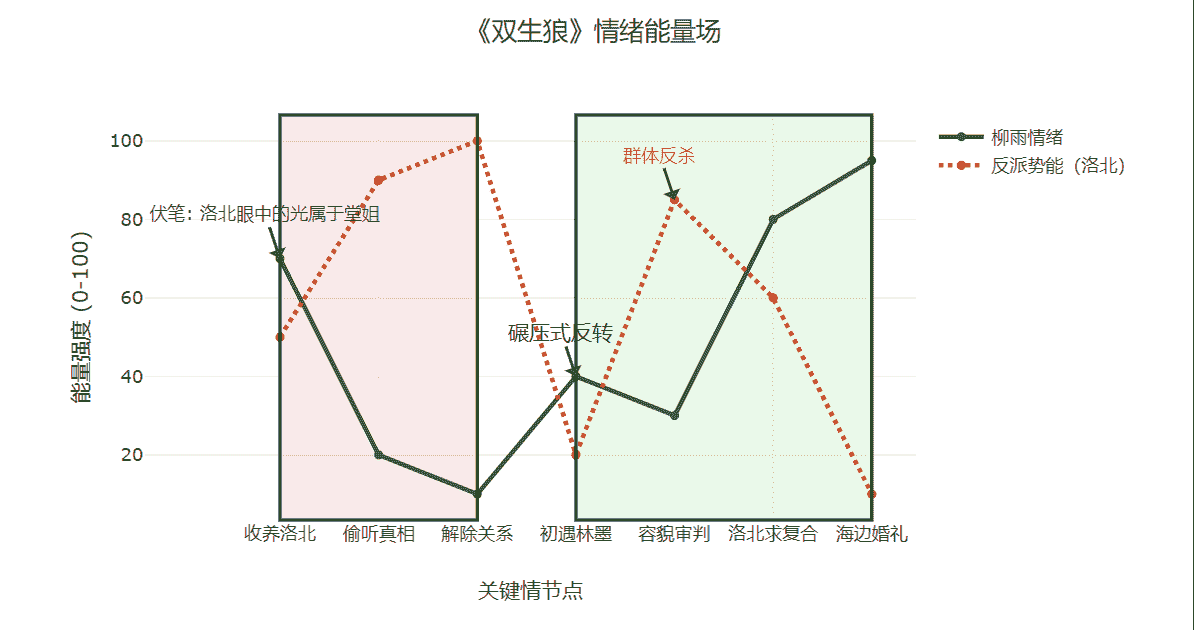 《双生狼》情绪能量场
柳雨情绪
反派势能（洛北）
群体反杀
伏笔: 洛北眼中的光属于堂姐
碾压式反转
100
80
60
40
20
能量强度 (0-100)
收养洛北
偷听真相
解除关系
初遇林墨
容貌审判
洛北求复合
海边婚礼
关键情节点